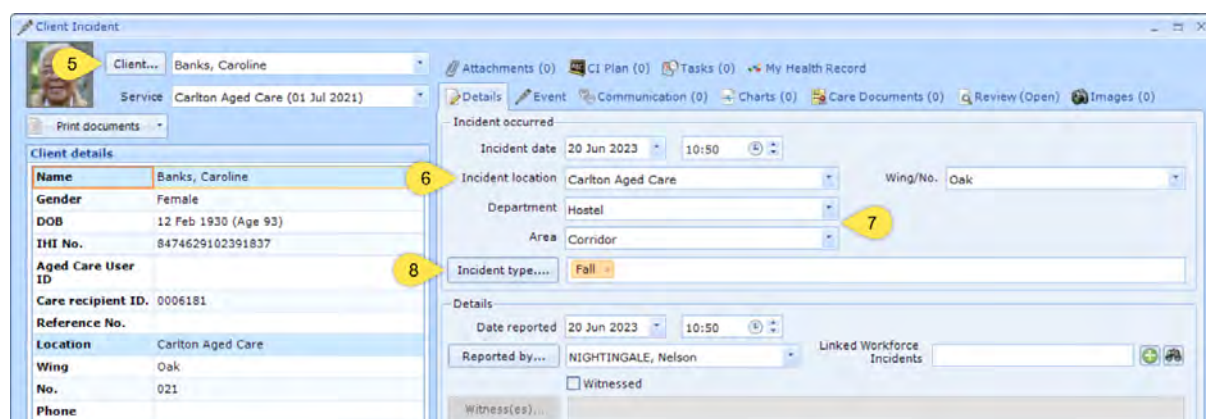 Client Incident
5 Client... Banks, Caroline
Service Carlton Aged Care (01 Jul 2021)
Print documents
Client details
Name Banks, Caroline
Gender Female
DOB 12 Feb 1930 (Age 93)
IHI No. 8474629102391837
Aged Care User
ID
Care recipient ID. 0006181
Reference No.
Location Carlton Aged Care
Wing Oak
No. 021
Phone
Attachments (0) CI Plan (0) Tasks (0) My Health Record
Details Event Communication (0) Charts (0) Care Documents (0) Review (Open) Images (0)
Incident occurred
Incident date 20 Jun 2023 10:50
6 Incident location Carlton Aged Care Wing/No. Oak
Department Hostel
7
Area Corridor
8 Incident type.... Fall
Details
Date reported 20 Jun 2023 10:50
Reported by... NIGHTINGALE, Nelson Linked Workforce
Incidents
Witnessed
Witness(es)...